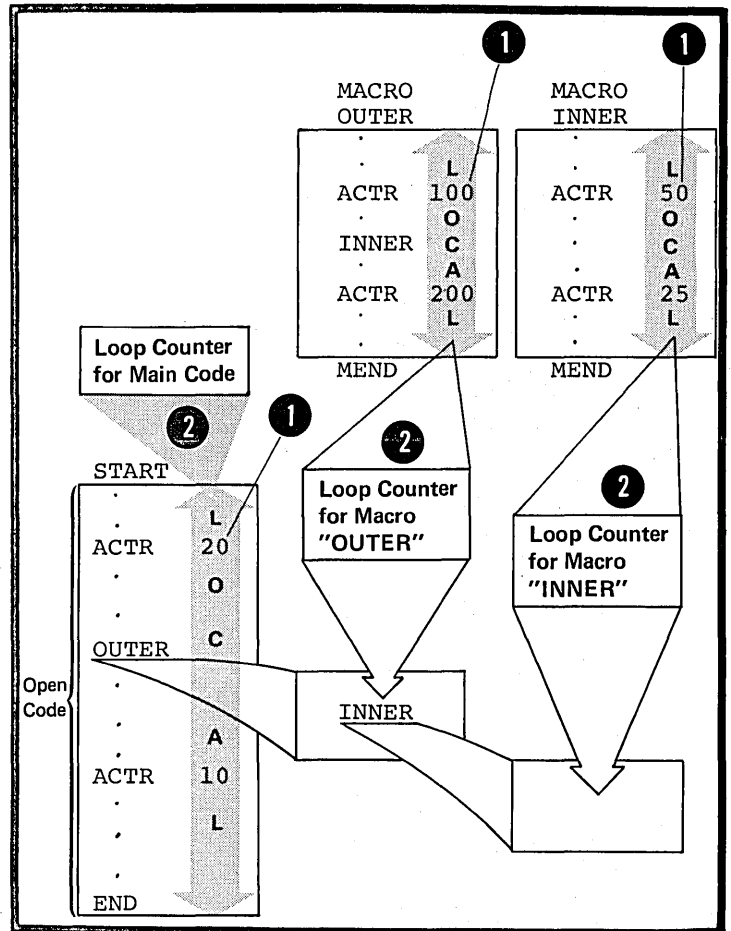 1
1
MACRO
OUTER
.
L
ACTR 100
. O
INNER C
. A
ACTR 200
. L
MEND
MACRO
INNER
.
L
ACTR 50
. O
. C
. A
ACTR 25
. L
MEND
Loop Counter
for Main Code
2
1
START
.
. L
ACTR 20
. O
.
OUTER C
.
.
. A
ACTR 10
. L
.
.
END
Open
Code
2
Loop Counter
for Macro
"OUTER"
INNER
2
Loop Counter
for Macro
"INNER"